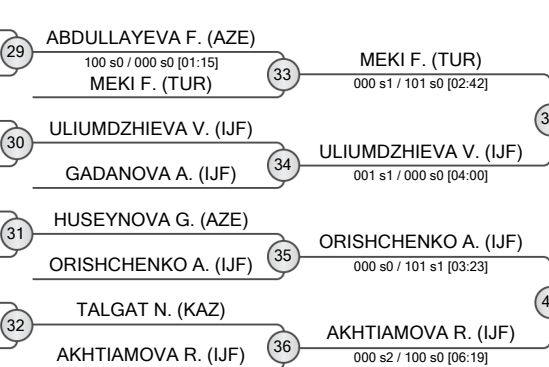 29
ABDULLAYEVA F. (AZE)
100 s0 / 000 s0 [01:15]
MEKI F. (TUR)
33
MEKI F. (TUR)
000 s1 / 101 s0 [02:42]
3
30
ULIUMDZHIEVA V. (IJF)
GADANOVA A. (IJF)
34
ULIUMDZHIEVA V. (IJF)
001 s1 / 000 s0 [04:00]
31
HUSEYNOVA G. (AZE)
ORISHCHENKO A. (IJF)
35
ORISHCHENKO A. (IJF)
000 s0 / 101 s1 [03:23]
4
32
TALGAT N. (KAZ)
AKHTIAMOVA R. (IJF)
36
AKHTIAMOVA R. (IJF)
000 s2 / 100 s0 [06:19]